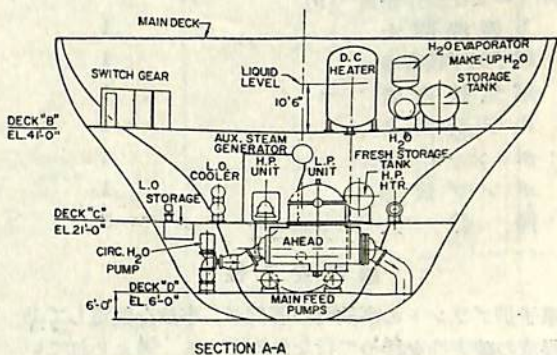 MAIN DECK
SWITCH GEAR
LIQUID
LEVEL
10'6"
D.C
HEATER
H2O EVAPORATOR
MAKE-UP H2O
STORAGE
TANK
DECK "B"
EL. 41'-0"
AUX. STEAM
GENERATOR
L.O.
COOLER
H.P.
UNIT
L.P.
UNIT
H2O
FRESH STORAGE
TANK
H.P.
HTR.
L.O
STORAGE
DECK "C"
EL 21'-0"
CIRC. H2O
PUMP
AHEAD
DECK "D"
EL. 6'-0"
6'-0"
MAIN FEED
PUMPS
SECTION A-A